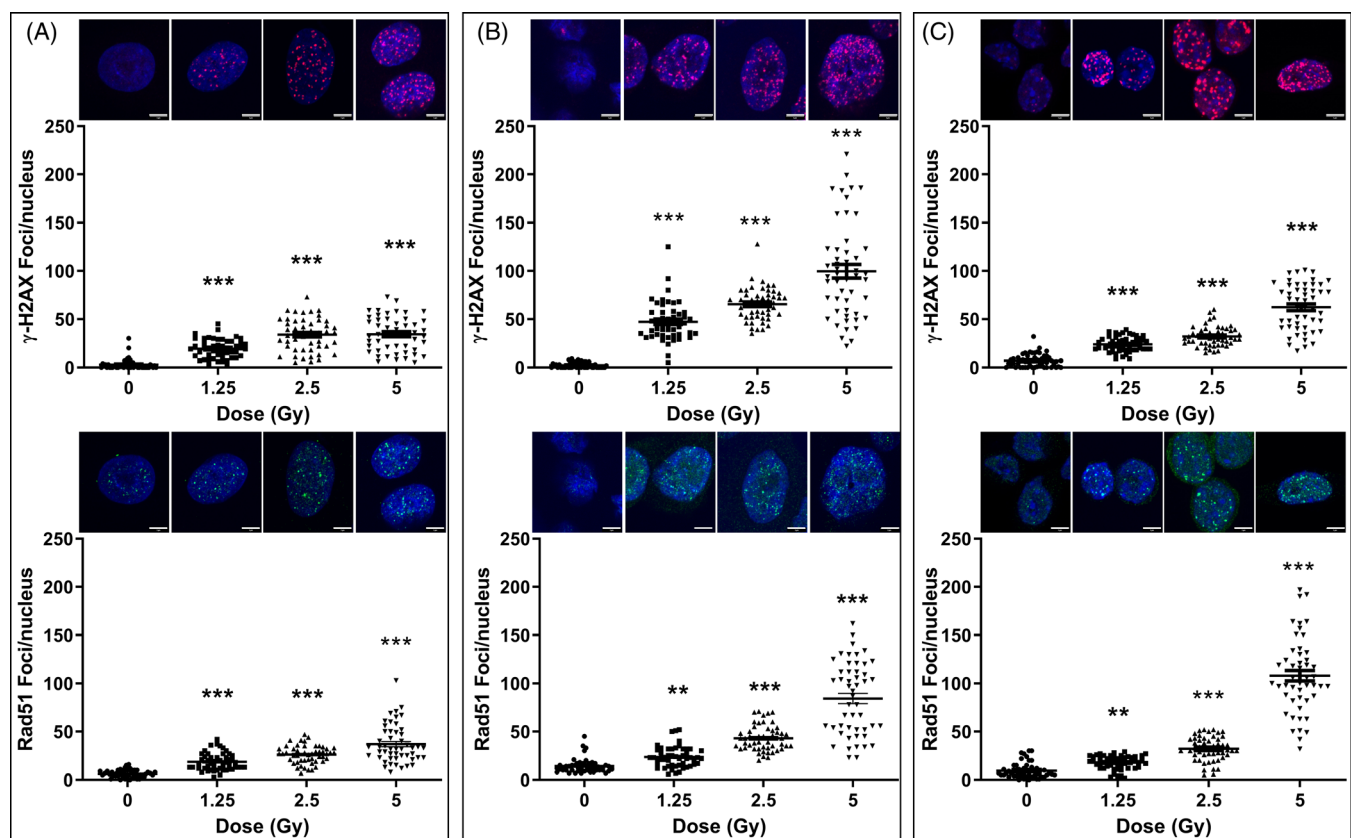 (A)
γ-H2AX Foci/nucleus
250
200
150
100
50
0
***
***
***
0 1.25 2.5 5
Dose (Gy)
Rad51 Foci/nucleus
250
200
150
100
50
0
***
***
***
0 1.25 2.5 5
Dose (Gy)
(B)
γ-H2AX Foci/nucleus
250
200
150
100
50
0
***
***
***
0 1.25 2.5 5
Dose (Gy)
Rad51 Foci/nucleus
250
200
150
100
50
0
**
***
***
0 1.25 2.5 5
Dose (Gy)
(C)
γ-H2AX Foci/nucleus
250
200
150
100
50
0
***
***
***
0 1.25 2.5 5
Dose (Gy)
Rad51 Foci/nucleus
250
200
150
100
50
0
**
***
***
0 1.25 2.5 5
Dose (Gy)